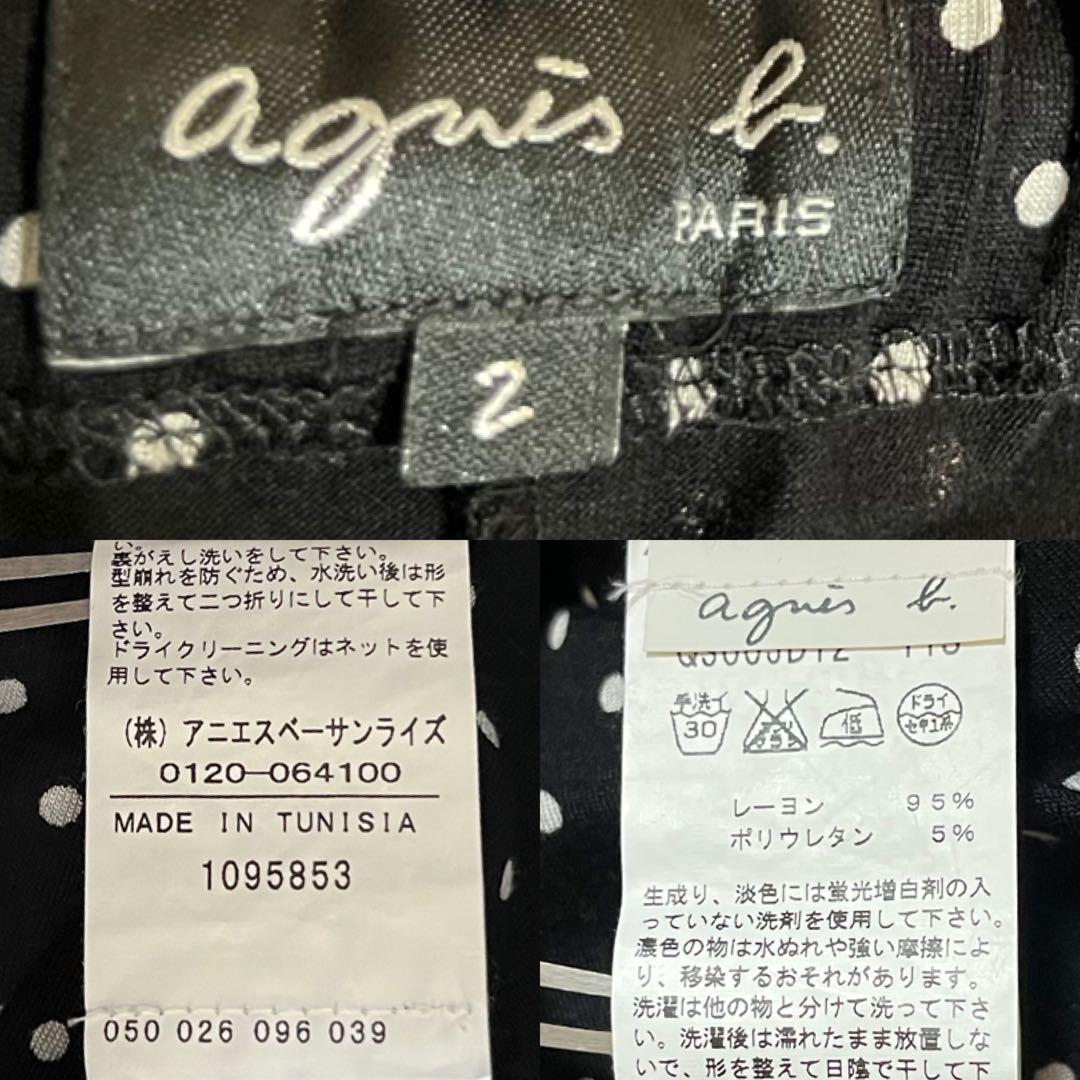 agnès b.
PARIS
2
い。
裏がえし洗いをして下さい。
型崩れを防ぐため、水洗い後は形
を整えて二つ折りにして干して下
さい。
ドライクリーニングはネットを使
用して下さい。
(株) アニエスベーサンライズ
0120-064100
MADE IN TUNISIA
1095853
050 026 096 039
agnès b.
手洗イ
30
低
ドライ
セキユ系
レーヨン 95%
ポリウレタン 5%
生成り、淡色には蛍光増白剤の入
っていない洗剤を使用して下さい。
濃色の物は水ぬれや強い摩擦によ
り、移染するおそれがあります。
洗濯は他の物と分けて洗って下さ
い。洗濯後は濡れたまま放置しな
いで、形を整えて日陰で干して下